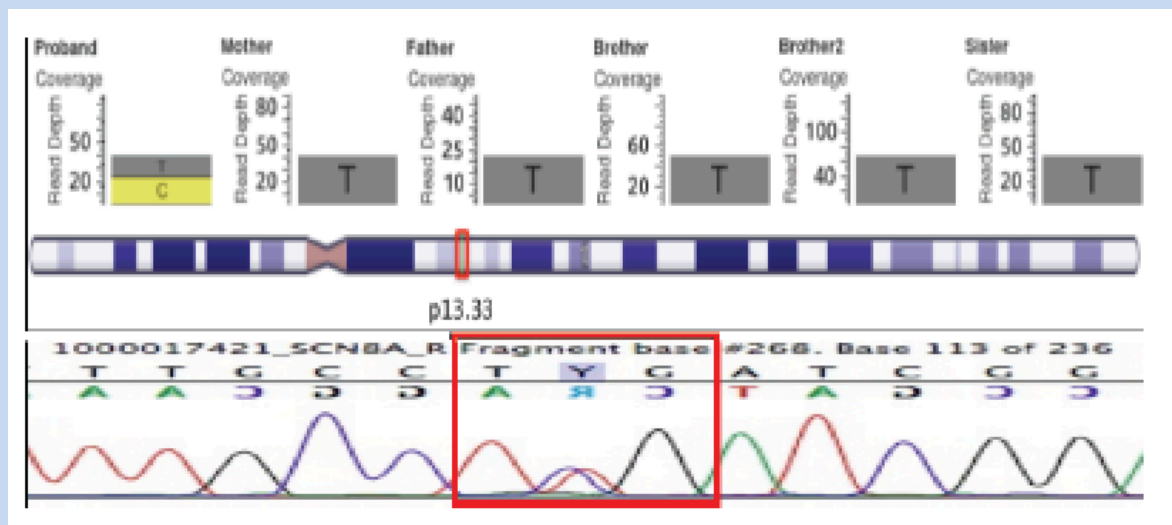 Proband Mother Father Brother Brother2 Sister
Coverage Coverage Coverage Coverage Coverage Coverage
Read Depth 50 20 T C
Read Depth 80 50 20 T
Read Depth 40 25 10 T
Read Depth 60 20 T
Read Depth 100 40 T
Read Depth 80 50 20 T
p13.33
1000017421_SCN8A_R Fragment base #268. Base 113 of 236
T T G C C T Y G A T C G G
A A C G G A R C T A G C C